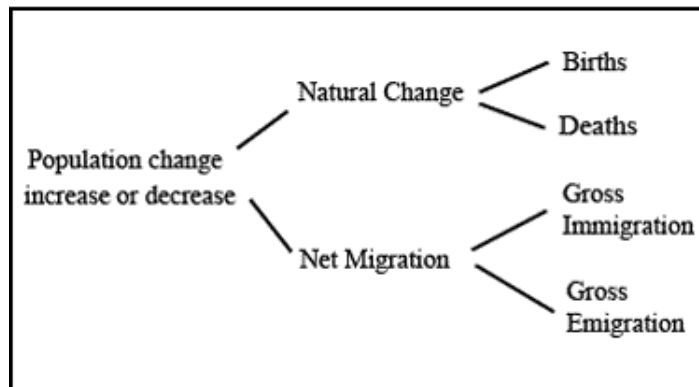 Births
Natural Change
Deaths
Population change
increase or decrease
Gross
Immigration
Net Migration
Gross
Emigration